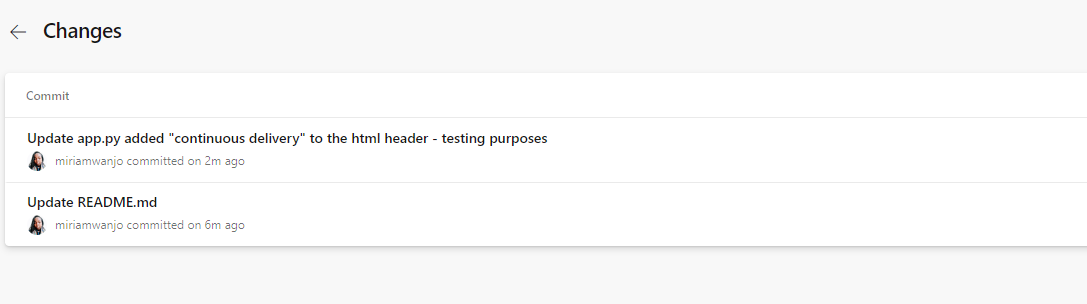 Changes
Commit
Update app.py added "continuous delivery" to the html header - testing purposes
miriamwanjo committed on 2m ago
Update README.md
miriamwanjo committed on 6m ago